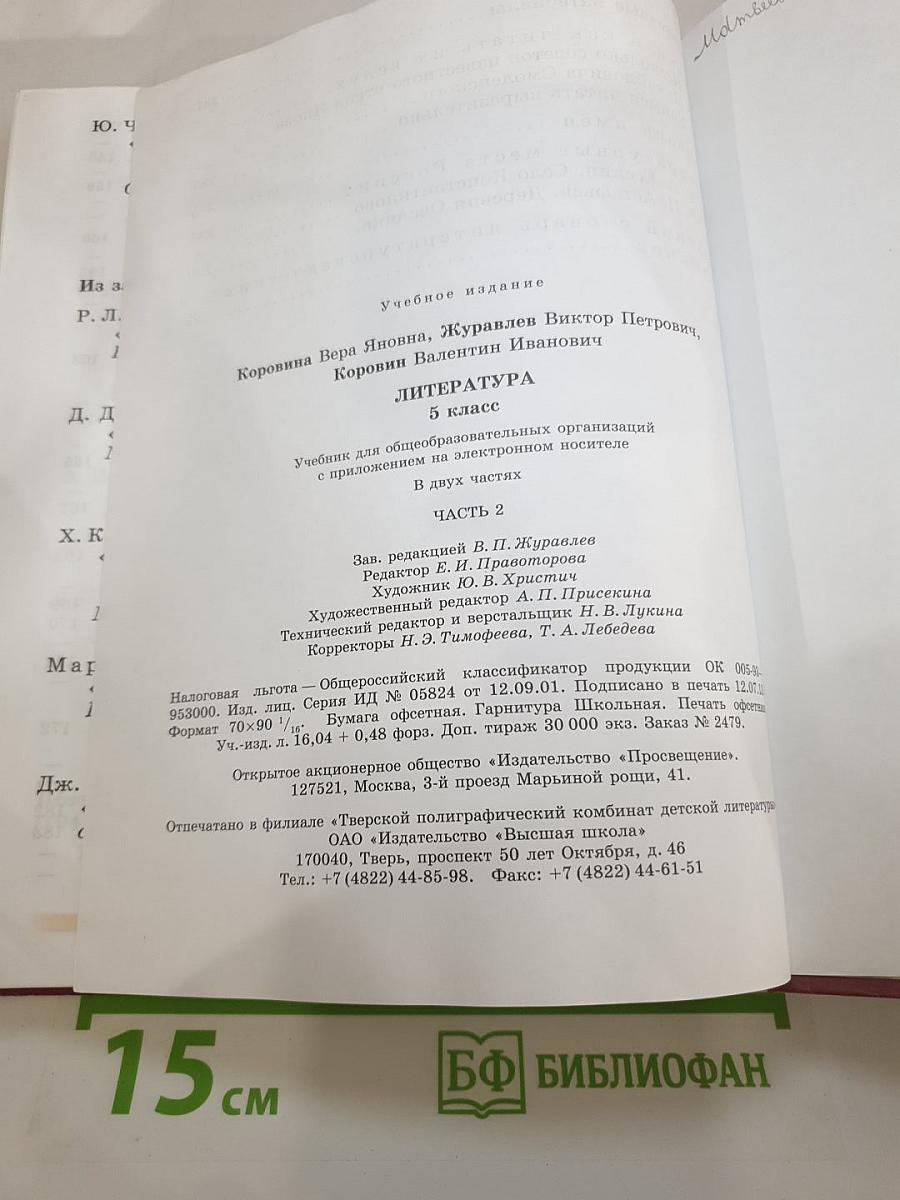 Матвеев
Ю. Ч
Из з
Р. Л.
Д. Д
Х. К
Мар
Дж.
Учебное издание
Коровина Вера Яновна, Журавлев Виктор Петрович,
Коровин Валентин Иванович
ЛИТЕРАТУРА
5 класс
Учебник для общеобразовательных организаций
с приложением на электронном носителе
В двух частях
ЧАСТЬ 2
Зав. редакцией В. П. Журавлев
Редактор Е. И. Правоторова
Художник Ю. В. Христич
Художественный редактор А. П. Присекина
Технический редактор и верстальщик Н. В. Лукина
Корректоры Н. Э. Тимофеева, Т. А. Лебедева
Налоговая льгота — Общероссийский классификатор продукции ОК 005-93-
953000. Изд. лиц. Серия ИД № 05824 от 12.09.01. Подписано в печать 12.07.
Формат 70×90 1/16. Бумага офсетная. Гарнитура Школьная. Печать офсетная
Уч.-изд. л. 16,04 + 0,48 форз. Доп. тираж 30 000 экз. Заказ № 2479.
Открытое акционерное общество «Издательство «Просвещение».
127521, Москва, 3-й проезд Марьиной рощи, 41.
Отпечатано в филиале «Тверской полиграфический комбинат детской литературы»
ОАО «Издательство «Высшая школа»
170040, Тверь, проспект 50 лет Октября, д. 46
Тел.: +7 (4822) 44-85-98. Факс: +7 (4822) 44-61-51
15 см
БФ БИБЛИОФАН